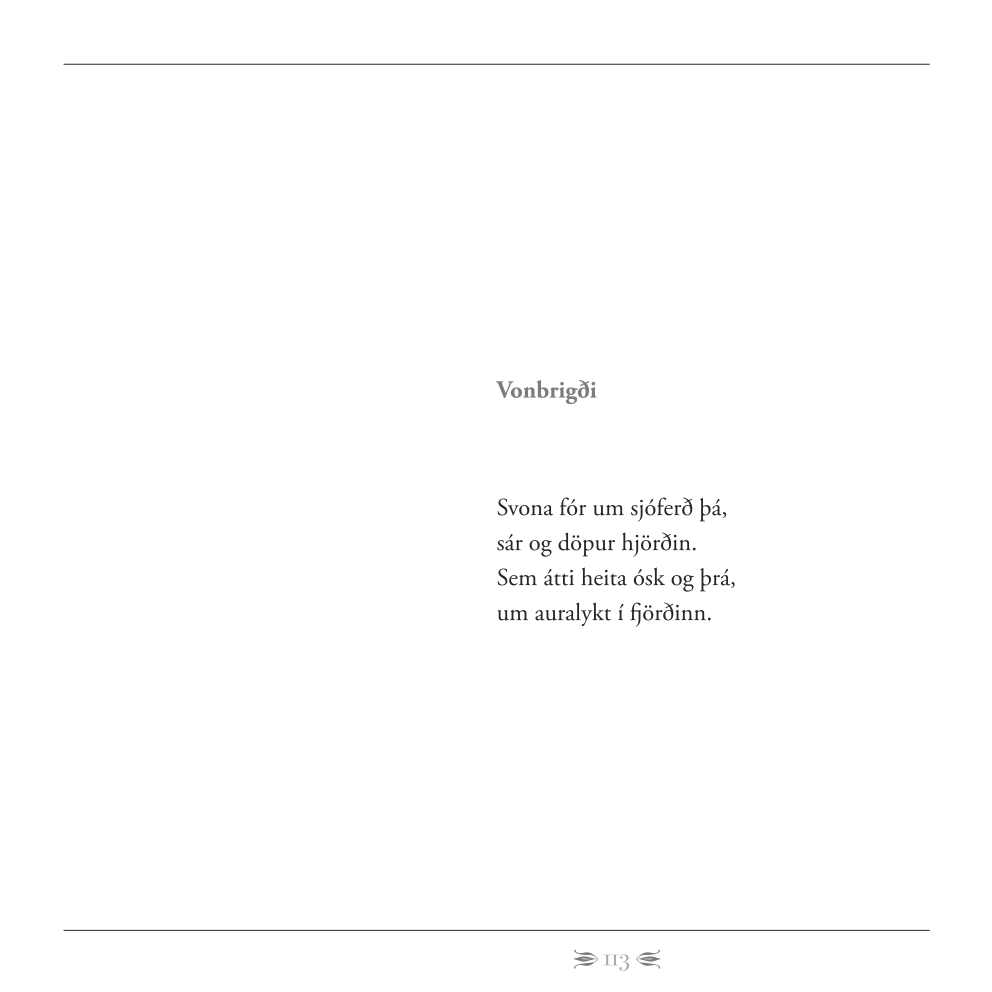 Vonbrigði
Svona fór um sjóferð þá,
sár og döpur hjörðin.
Sem átti heita ósk og þrá,
um auralykt í fjörðinn.
113